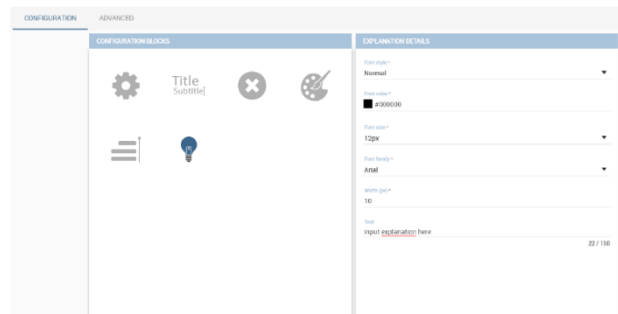 CONFIGURATION ADVANCED
CONFIGURATION BLOCKS
Title
Subtitle
EXPLANATION DETAILS
Font style *
Normal
Font color *
#000000
Font size *
12px
Font family *
Arial
Width (px) *
10
Text
input explanation here
22 / 150